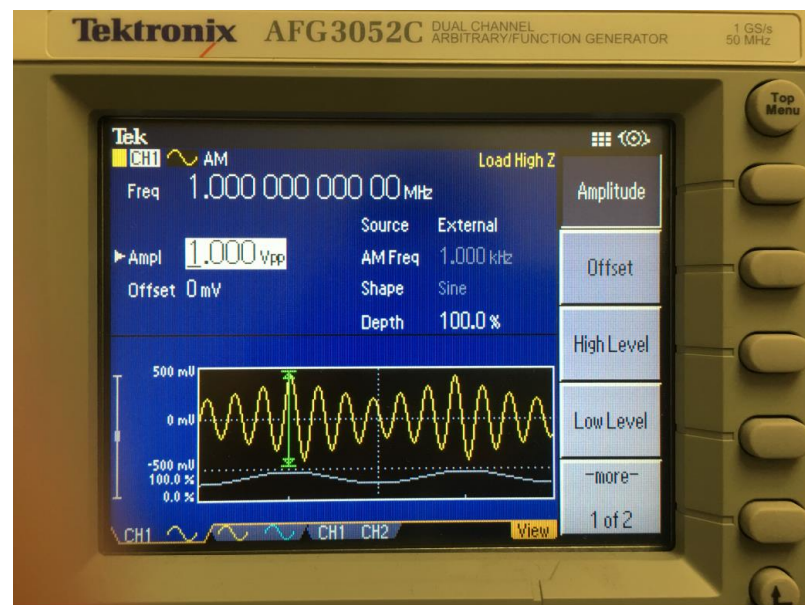 Tektronix AFG3052C DUAL CHANNEL ARBITRARY/FUNCTION GENERATOR 1 GS/s 50 MHz
Top Menu
Tek
CH1 AM Load High Z
Freq 1.000 000 000 00 MHz
Source External
Ampl 1.000 Vpp AM Freq 1.000 kHz
Offset 0 mV Shape Sine
Depth 100.0 %
500 mV
0 mV
-500 mV
100.0 %
0.0 %
CH1 CH1 CH2 View
Amplitude
Offset
High Level
Low Level
-more-
1 of 2